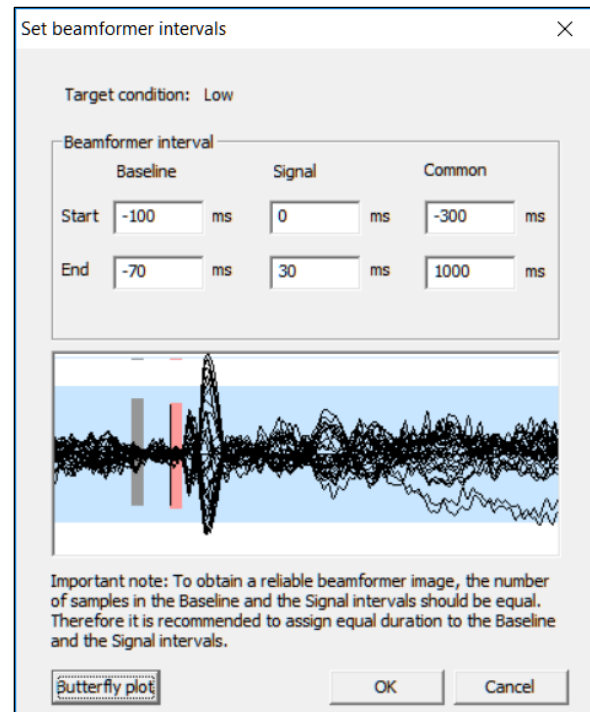 Set beamformer intervals
Target condition: Low
Beamformer interval
Baseline Signal Common
Start -100 ms 0 ms -300 ms
End -70 ms 30 ms 1000 ms
Important note: To obtain a reliable beamformer image, the number
of samples in the Baseline and the Signal intervals should be equal.
Therefore it is recommended to assign equal duration to the Baseline
and the Signal intervals.
Butterfly plot OK Cancel